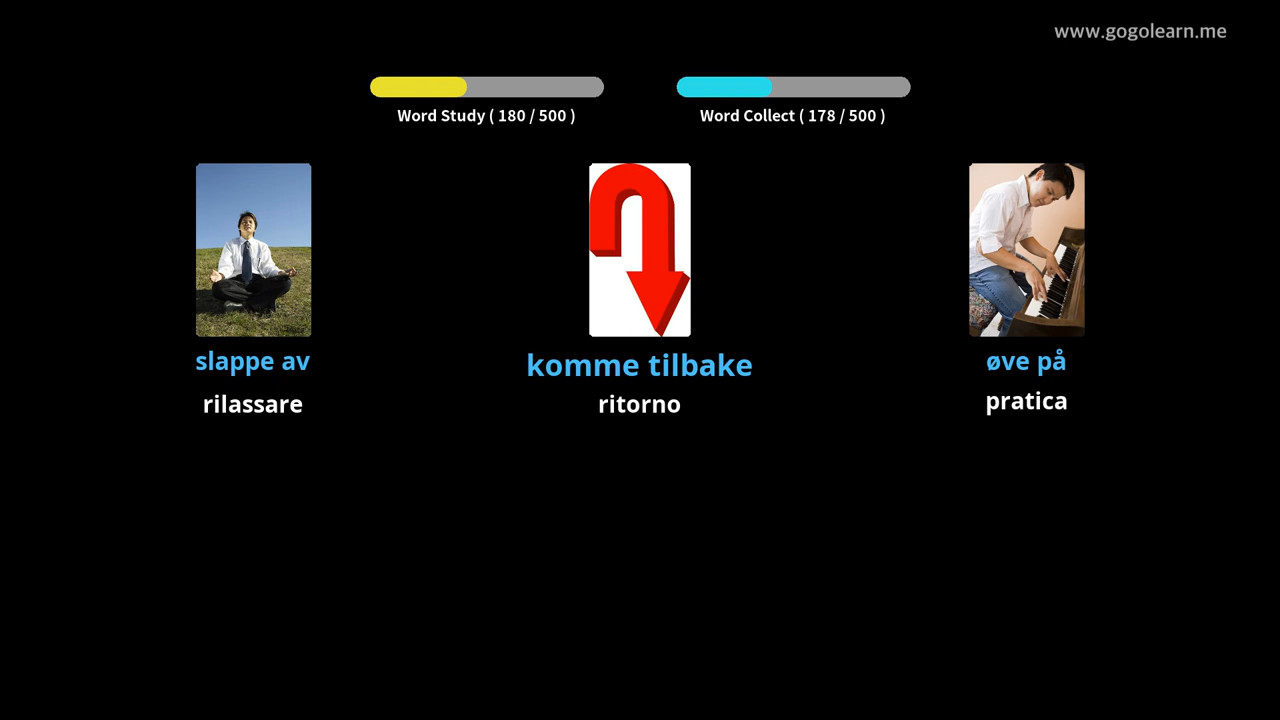 www.gogolearn.me
Word Study ( 180 / 500 )
Word Collect ( 178 / 500 )
slappe av
komme tilbake
øve på
rilassare
ritorno
pratica